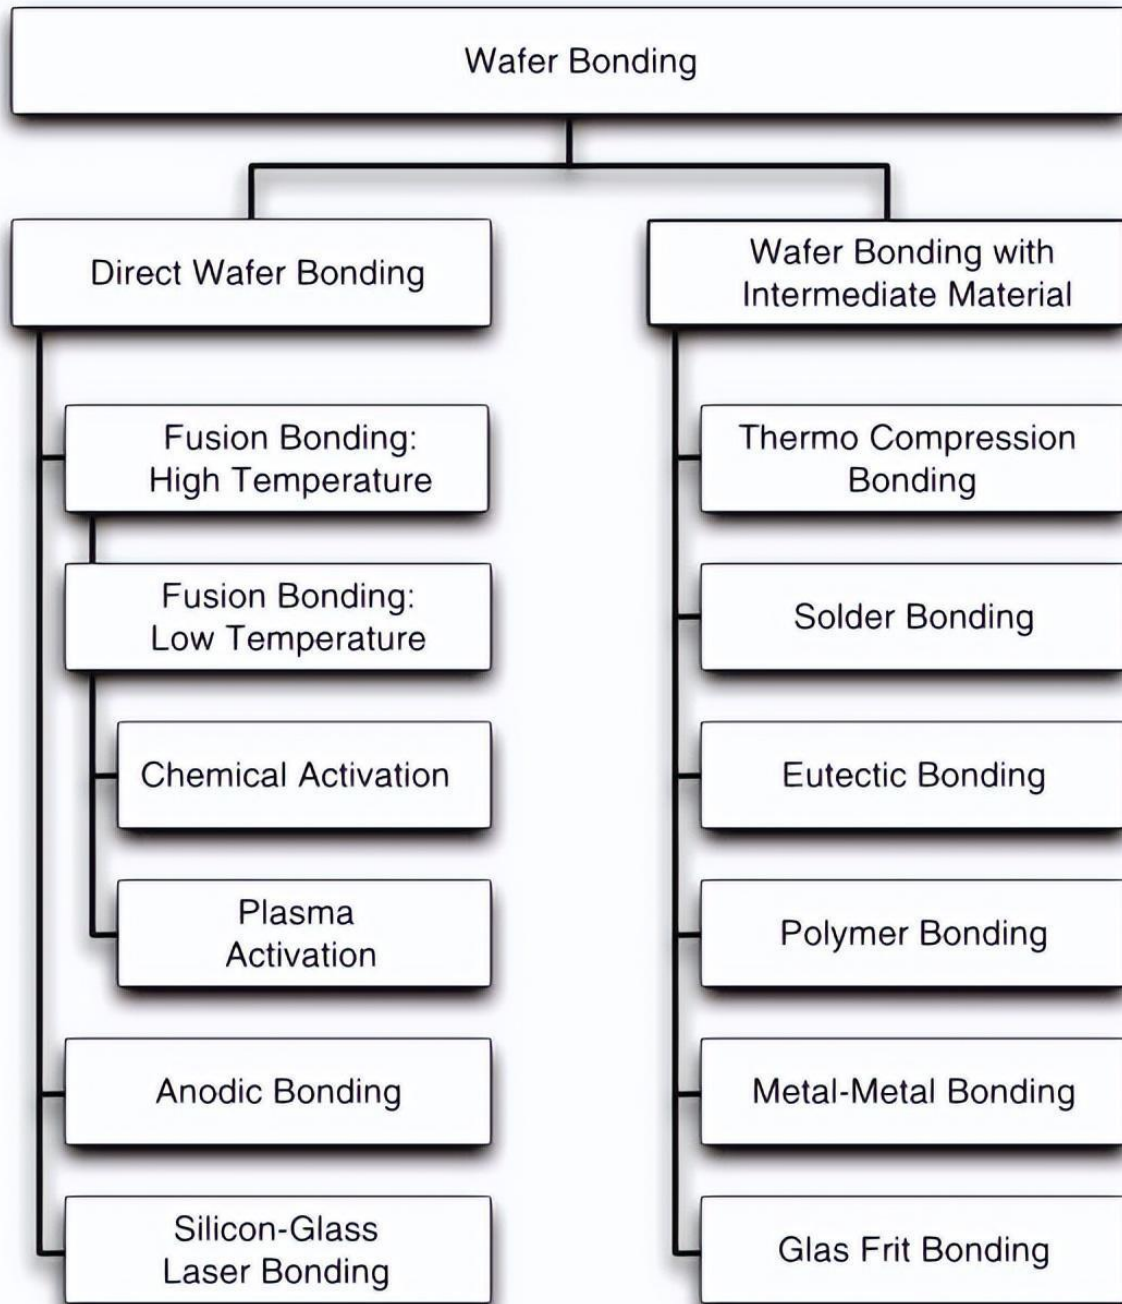 Wafer Bonding
Direct Wafer Bonding
Fusion Bonding:
High Temperature
Fusion Bonding:
Low Temperature
Chemical Activation
Plasma
Activation
Anodic Bonding
Silicon-Glass
Laser Bonding
Wafer Bonding with
Intermediate Material
Thermo Compression
Bonding
Solder Bonding
Eutectic Bonding
Polymer Bonding
Metal-Metal Bonding
Glas Frit Bonding